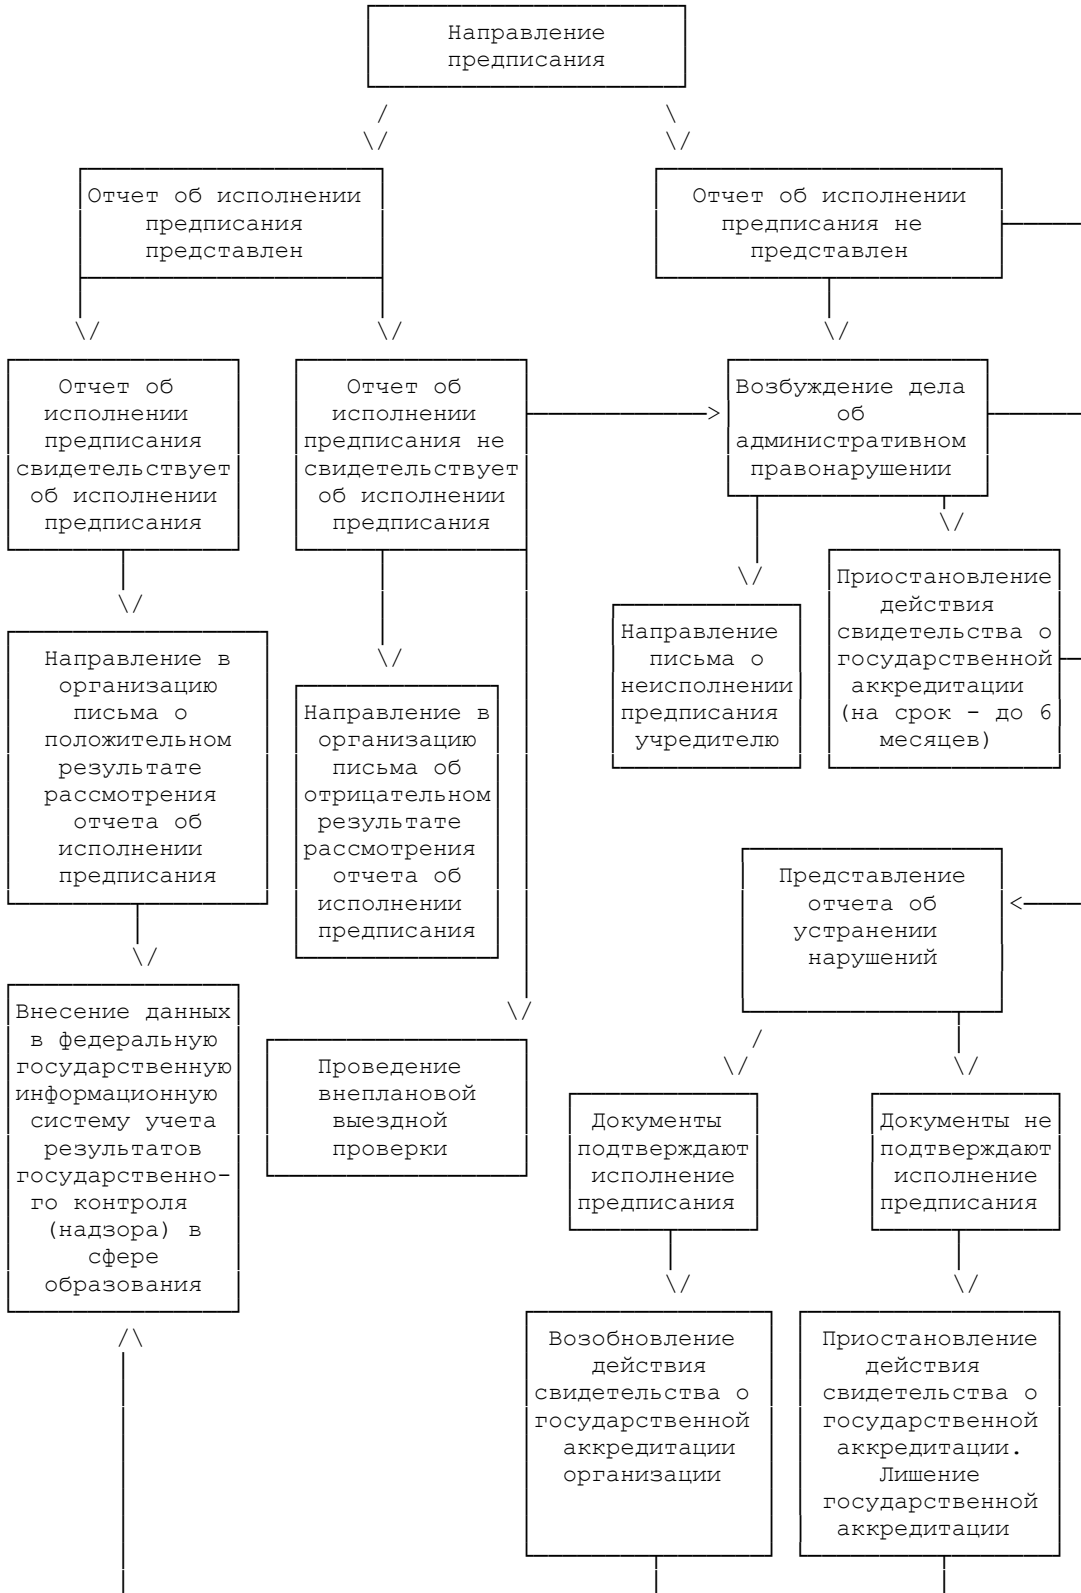 Направление
предписания
Отчет об исполнении
предписания
представлен
Отчет об исполнении
предписания не
представлен
Отчет об
исполнении
предписания
свидетельствует
об исполнении
предписания
Отчет об
исполнении
предписания не
свидетельствует
об исполнении
предписания
Возбуждение дела
об
административном
правонарушении
Направление
письма о
неисполнении
предписания
учредителю
Приостановление
действия
свидетельства о
государственной
аккредитации
(на срок - до 6
месяцев)
Направление в
организацию
письма о
положительном
результате
рассмотрения
отчета об
исполнении
предписания
Направление в
организацию
письма об
отрицательном
результате
рассмотрения
отчета об
исполнении
предписания
Представление
отчета об
устранении
нарушений
Внесение данных
в федеральную
государственную
информационную
систему учета
результатов
государственно-
го контроля
(надзора) в
сфере
образования
Проведение
внеплановой
выездной
проверки
Документы
подтверждают
исполнение
предписания
Документы не
подтверждают
исполнение
предписания
Возобновление
действия
свидетельства о
государственной
аккредитации
организации
Приостановление
действия
свидетельства о
государственной
аккредитации.
Лишение
государственной
аккредитации